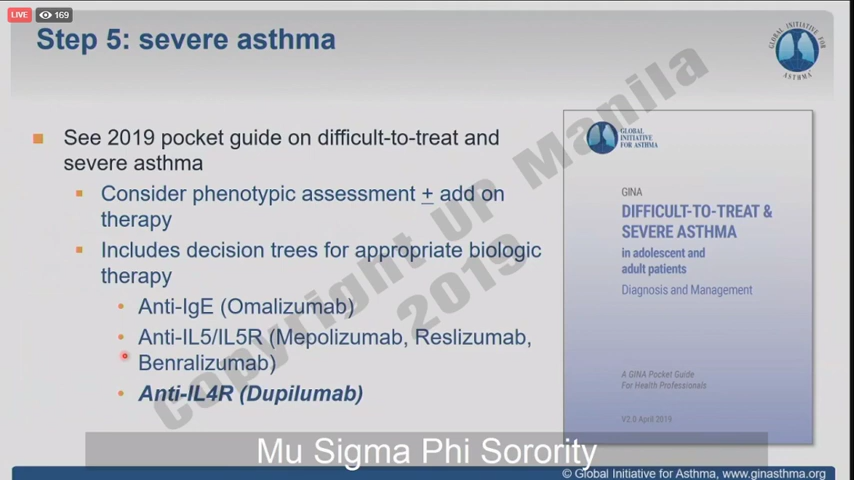 LIVE 169
Step 5: severe asthma
GLOBAL INITIATIVE FOR ASTHMA
See 2019 pocket guide on difficult-to-treat and
severe asthma
Consider phenotypic assessment + add on
therapy
Includes decision trees for appropriate biologic
therapy
Anti-IgE (Omalizumab)
Anti-IL5/IL5R (Mepolizumab, Reslizumab,
Benralizumab)
Anti-IL4R (Dupilumab)
GLOBAL
INITIATIVE
FOR ASTHMA
GINA
DIFFICULT-TO-TREAT &
SEVERE ASTHMA
in adolescent and
adult patients
Diagnosis and Management
A GINA Pocket Guide
For Health Professionals
V2.0 April 2019
Copyright UP Manila
2019
Mu Sigma Phi Sorority
© Global Initiative for Asthma, www.ginasthma.org